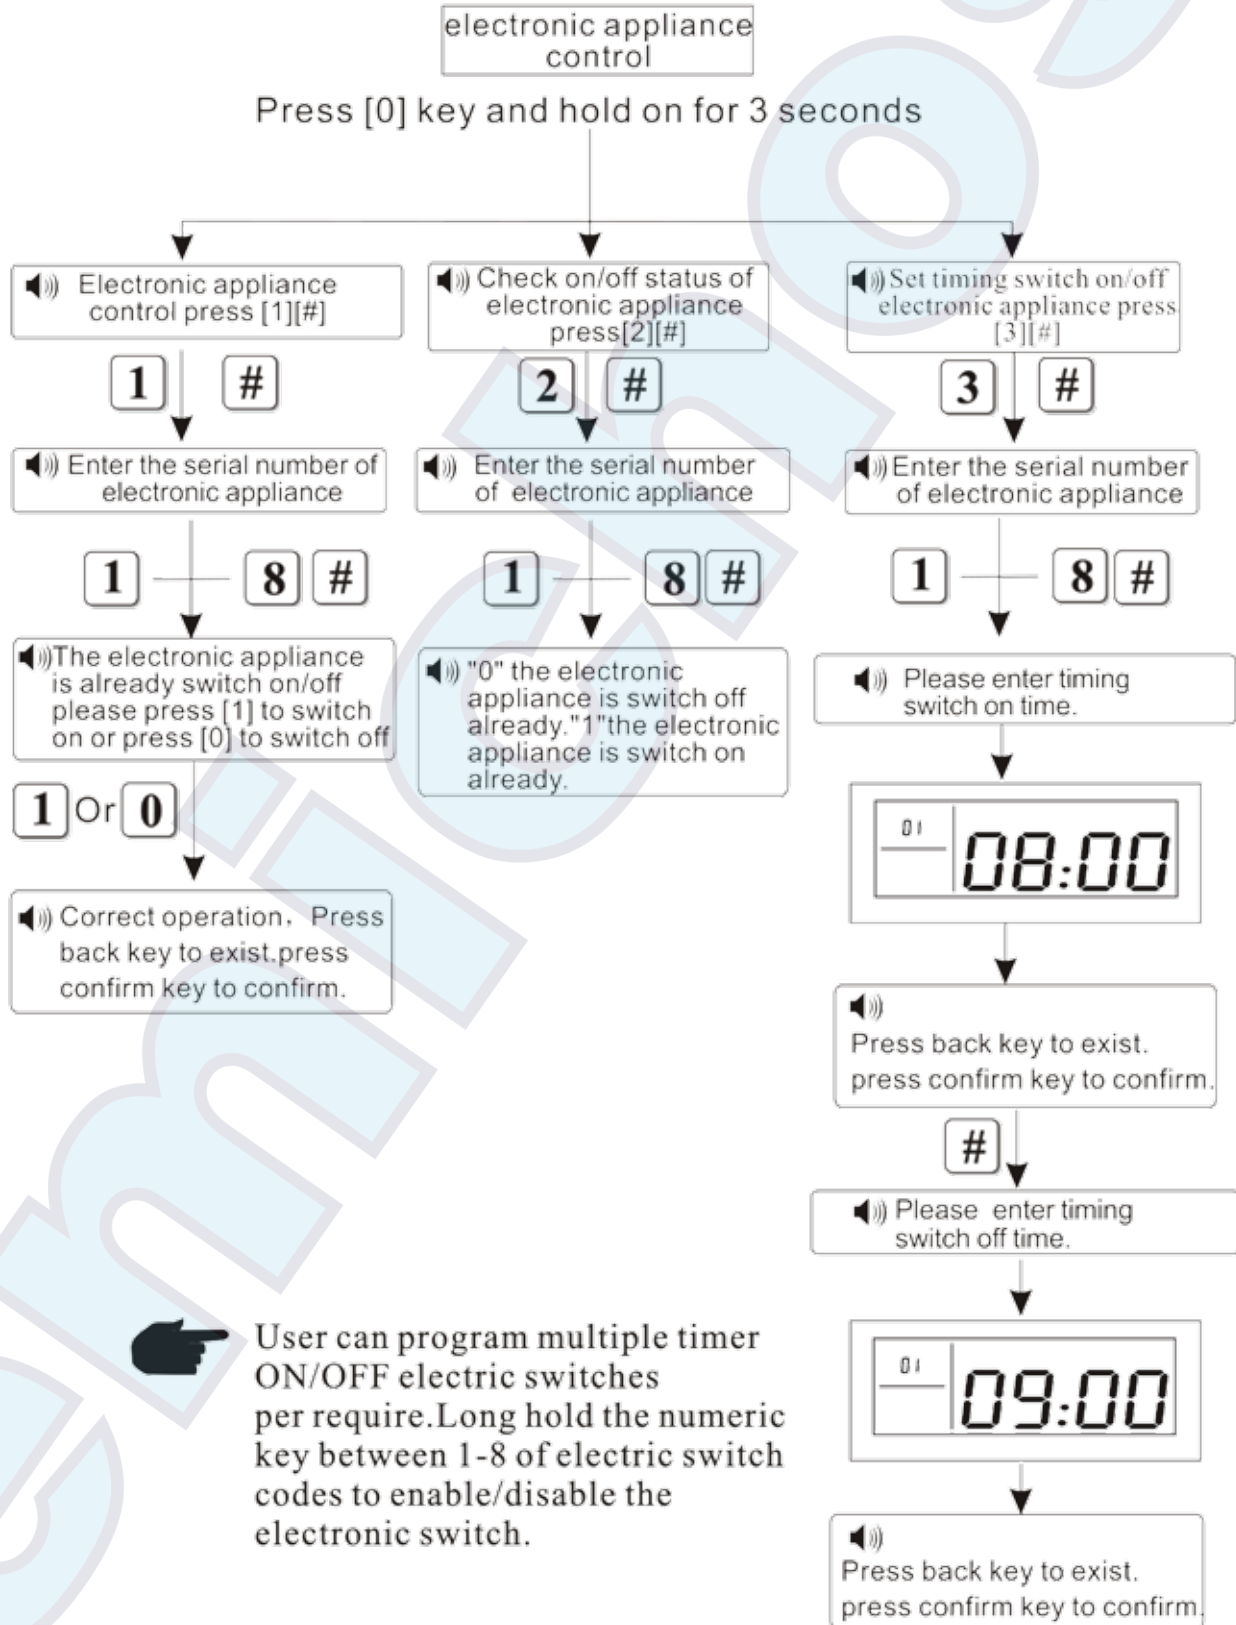 electronic appliance
control
Press [0] key and hold on for 3 seconds
Electronic appliance
control press [1][#]
1 #
Enter the serial number of
electronic appliance
1 8 #
The electronic appliance
is already switch on/off
please press [1] to switch
on or press [0] to switch off
1 Or 0
Correct operation, Press
back key to exist.press
confirm key to confirm.
Check on/off status of
electronic appliance
press[2][#]
2 #
Enter the serial number
of electronic appliance
1 8 #
"0" the electronic
appliance is switch off
already."1"the electronic
appliance is switch on
already.
Set timing switch on/off
electronic appliance press
[3][#]
3 #
Enter the serial number
of electronic appliance
1 8 #
Please enter timing
switch on time.
01
08:00
Press back key to exist.
press confirm key to confirm.
#
Please enter timing
switch off time.
01
09:00
Press back key to exist.
press confirm key to confirm.
User can program multiple timer
ON/OFF electric switches
per require.Long hold the numeric
key between 1-8 of electric switch
codes to enable/disable the
electronic switch.